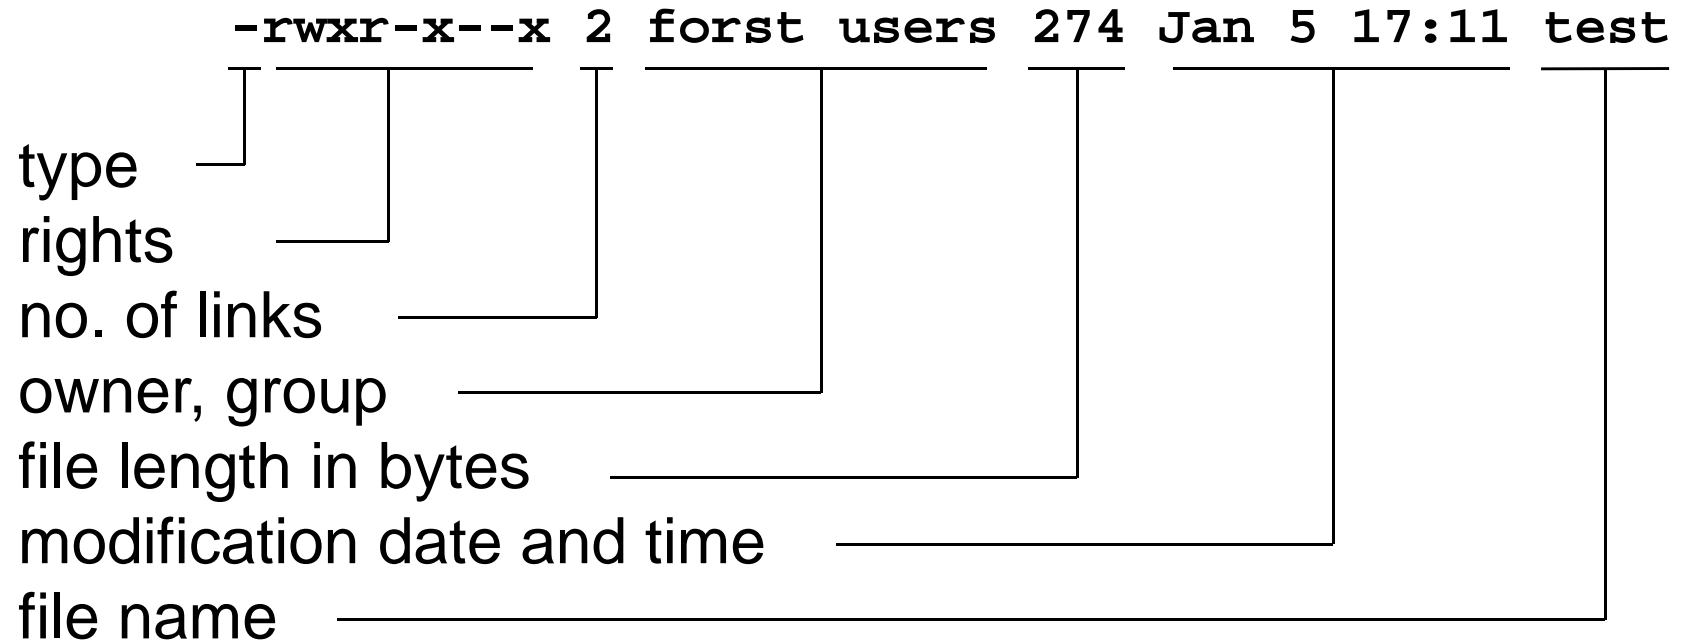 -rwxr-x--x 2 forst users 274 Jan 5 17:11 test
type
rights
no. of links
owner, group
file length in bytes
modification date and time
file name